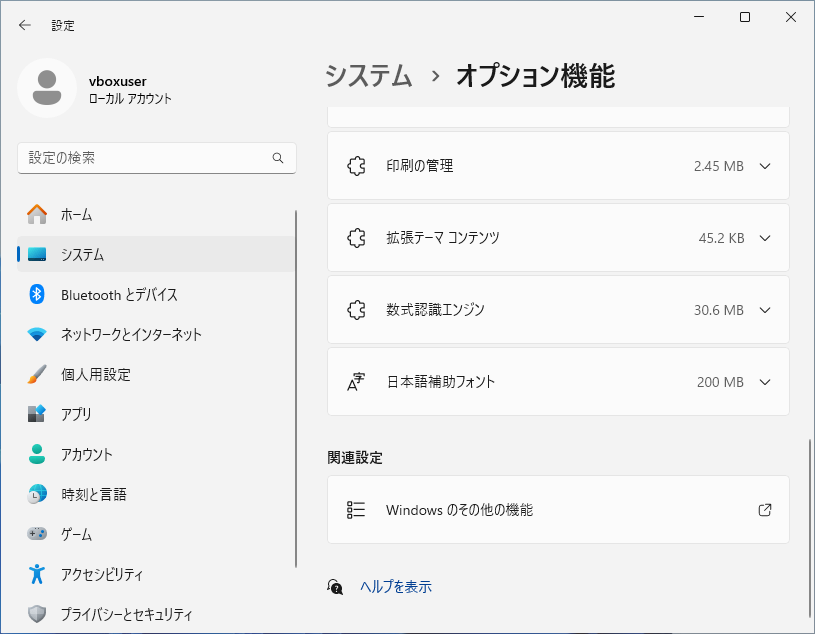 設定
vboxuser
ローカル アカウント
設定の検索
ホーム
システム
Bluetooth とデバイス
ネットワークとインターネット
個人用設定
アプリ
アカウント
時刻と言語
ゲーム
アクセシビリティ
プライバシーとセキュリティ
システム › オプション機能
印刷の管理 2.45 MB
拡張テーマ コンテンツ 45.2 KB
数式認識エンジン 30.6 MB
日本語補助フォント 200 MB
関連設定
Windows のその他の機能
ヘルプを表示